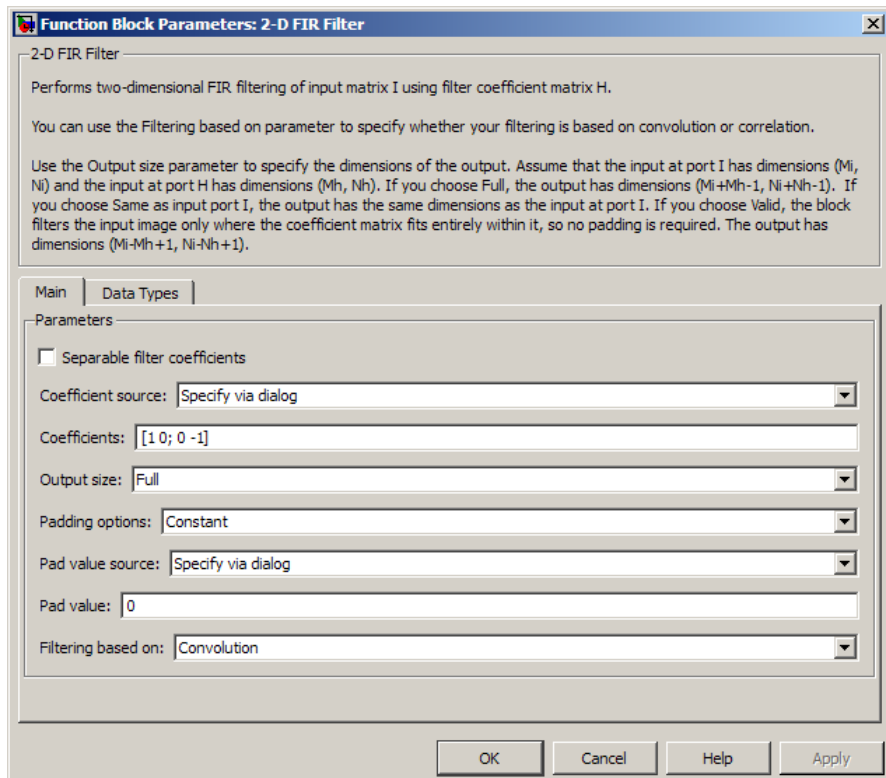 Function Block Parameters: 2-D FIR Filter
2-D FIR Filter
Performs two-dimensional FIR filtering of input matrix I using filter coefficient matrix H.
You can use the Filtering based on parameter to specify whether your filtering is based on convolution or correlation.
Use the Output size parameter to specify the dimensions of the output. Assume that the input at port I has dimensions (Mi,
Ni) and the input at port H has dimensions (Mh, Nh). If you choose Full, the output has dimensions (Mi+Mh-1, Ni+Nh-1). If
you choose Same as input port I, the output has the same dimensions as the input at port I. If you choose Valid, the block
filters the input image only where the coefficient matrix fits entirely within it, so no padding is required. The output has
dimensions (Mi-Mh+1, Ni-Nh+1).
Main Data Types
Parameters
Separable filter coefficients
Coefficient source: Specify via dialog
Coefficients: [1 0; 0 -1]
Output size: Full
Padding options: Constant
Pad value source: Specify via dialog
Pad value: 0
Filtering based on: Convolution
OK Cancel Help Apply